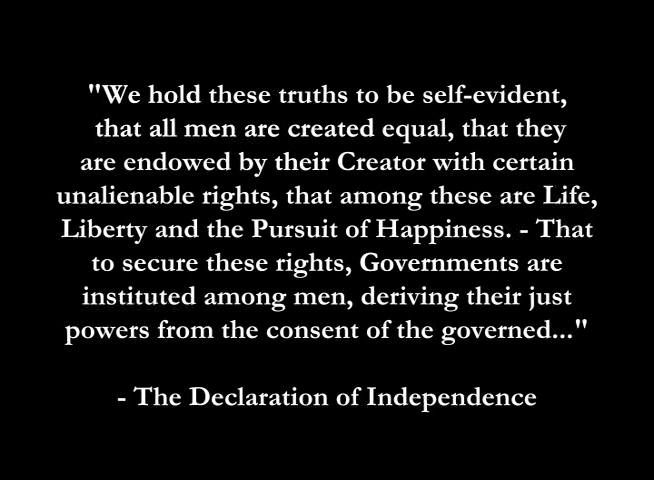 "We hold these truths to be self-evident,
that all men are created equal, that they
are endowed by their Creator with certain
unalienable rights, that among these are Life,
Liberty and the Pursuit of Happiness. - That
to secure these rights, Governments are
instituted among men, deriving their just
powers from the consent of the governed..."
- The Declaration of Independence